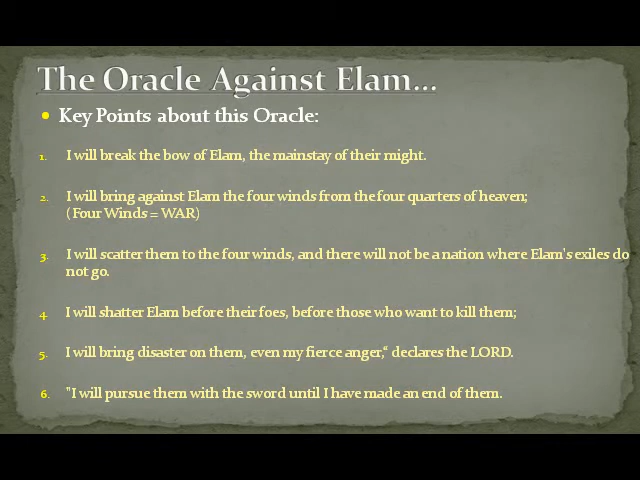 The Oracle Against Elam...
• Key Points about this Oracle:
1. I will break the bow of Elam, the mainstay of their might.
2. I will bring against Elam the four winds from the four quarters of heaven;
( Four Winds = WAR)
3. I will scatter them to the four winds, and there will not be a nation where Elam's exiles do
not go.
4. I will shatter Elam before their foes, before those who want to kill them;
5. I will bring disaster on them, even my fierce anger,“ declares the LORD.
6. "I will pursue them with the sword until I have made an end of them.